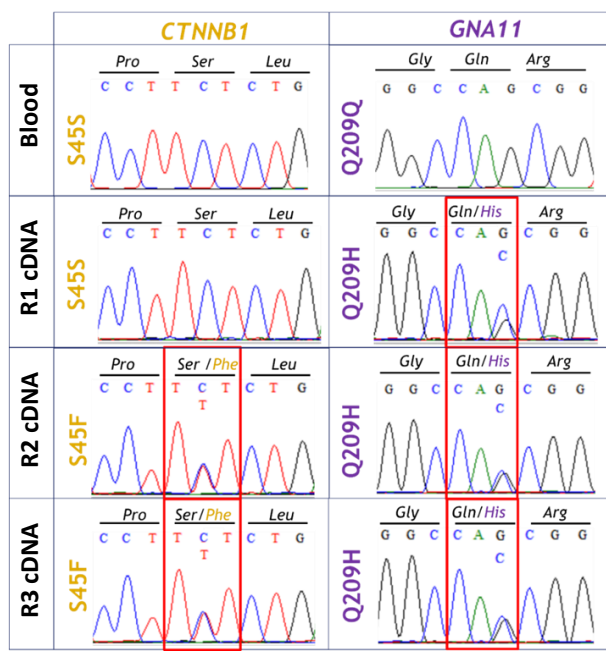 CTNNB1 GNA11
Blood
S45S
Pro Ser Leu
C C T T C T C T G
Q209Q
Gly Gln Arg
G G C C A G C G G
R1 cDNA
S45S
Pro Ser Leu
C C T T C T C T G
Q209H
Gly Gln/His Arg
G G C C A G C G G
C
R2 cDNA
S45F
Pro Ser /Phe Leu
C C T T C T C T G
T
Q209H
Gly Gln/His Arg
G G C C A G C G G
C
R3 cDNA
S45F
Pro Ser/Phe Leu
C C T T C T C T G
T
Q209H
Gly Gln/His Arg
G G C C A G C G G
C